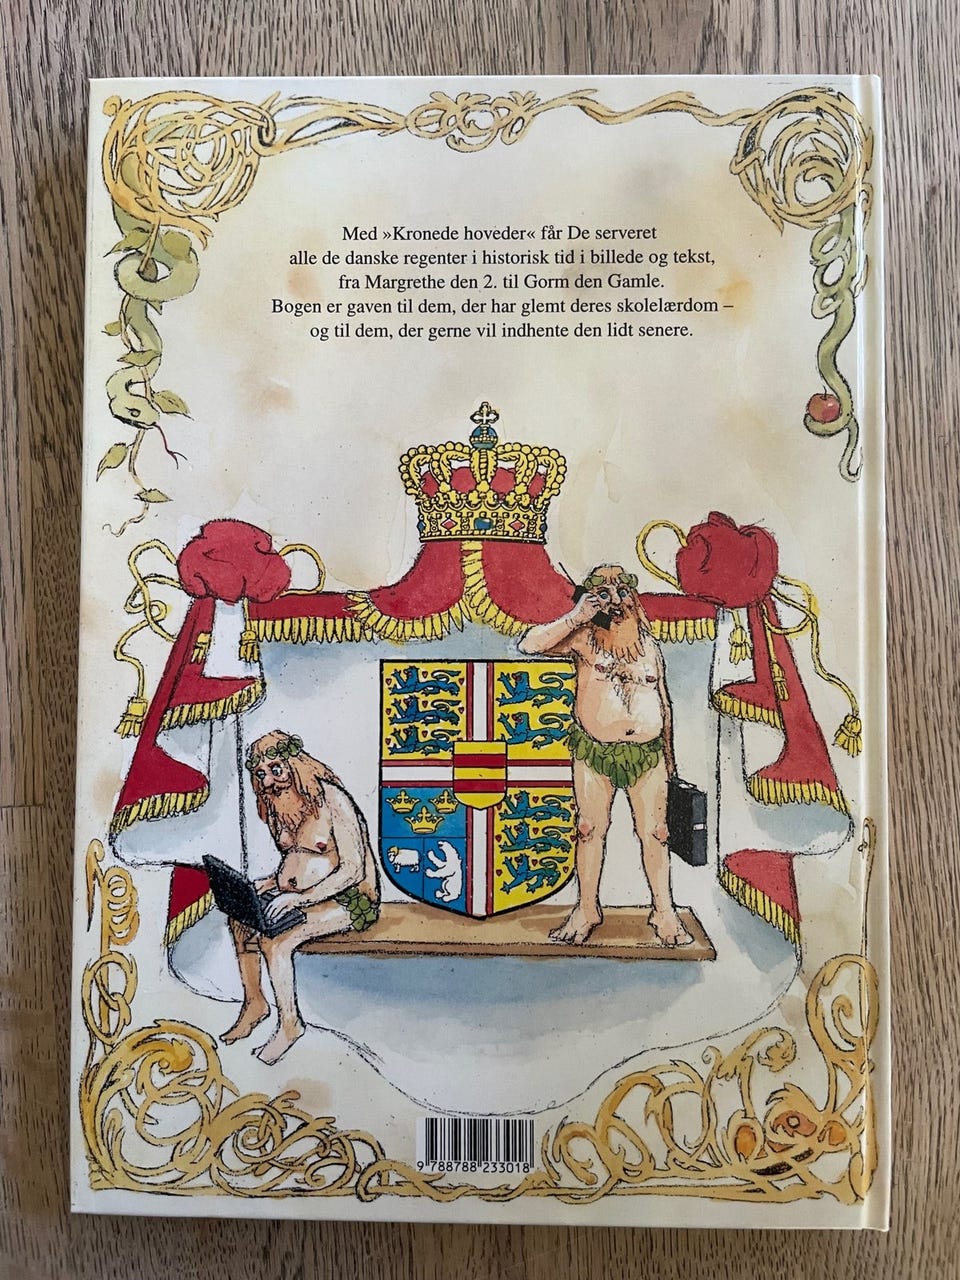 Med »Kronede hoveder« får De serveret
alle de danske regenter i historisk tid i billede og tekst,
fra Margrethe den 2. til Gorm den Gamle.
Bogen er gaven til dem, der har glemt deres skolelærdom –
og til dem, der gerne vil indhente den lidt senere.
9 788788 233018